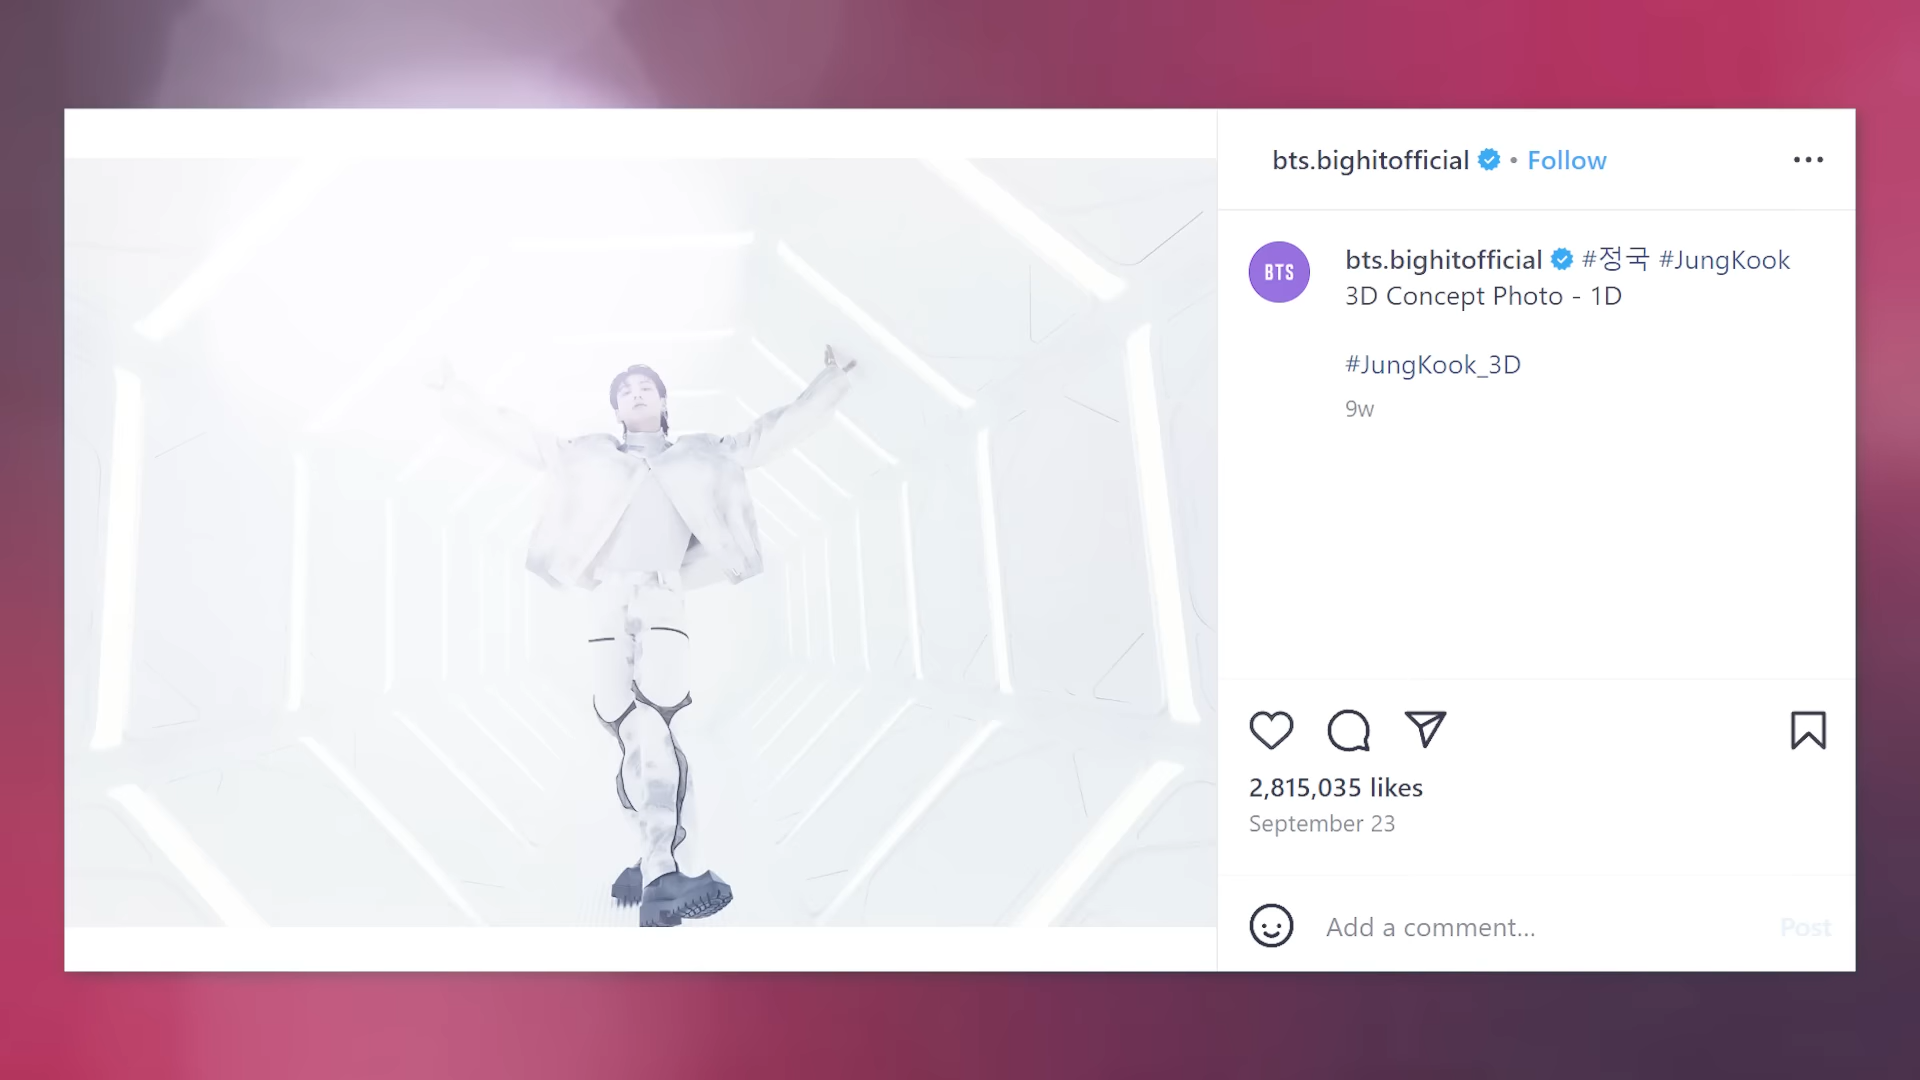 bts.bighitofficial • Follow
BTS
bts.bighitofficial #정국 #JungKook
3D Concept Photo - 1D
#JungKook_3D
9w
2,815,035 likes
September 23
Add a comment... Post